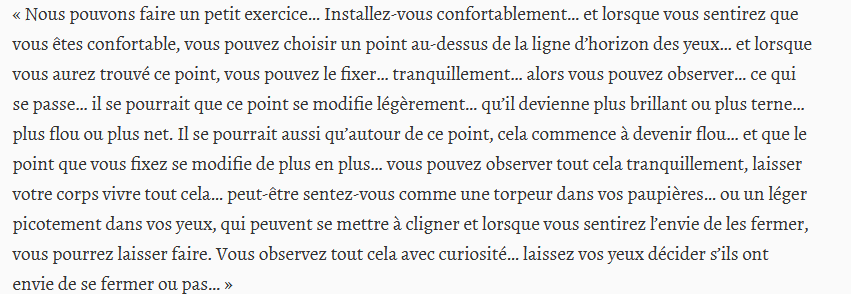 « Nous pouvons faire un petit exercice… Installez-vous confortablement… et lorsque vous sentirez que
vous êtes confortable, vous pouvez choisir un point au-dessus de la ligne d’horizon des yeux… et lorsque
vous aurez trouvé ce point, vous pouvez le fixer… tranquillement… alors vous pouvez observer… ce qui
se passe… il se pourrait que ce point se modifie légèrement… qu’il devienne plus brillant ou plus terne…
plus flou ou plus net. Il se pourrait aussi qu’autour de ce point, cela commence à devenir flou… et que le
point que vous fixez se modifie de plus en plus… vous pouvez observer tout cela tranquillement, laisser
votre corps vivre tout cela… peut-être sentez-vous comme une torpeur dans vos paupières… ou un léger
picotement dans vos yeux, qui peuvent se mettre à cligner et lorsque vous sentirez l’envie de les fermer,
vous pourrez laisser faire. Vous observez tout cela avec curiosité… laissez vos yeux décider s’ils ont
envie de se fermer ou pas… »